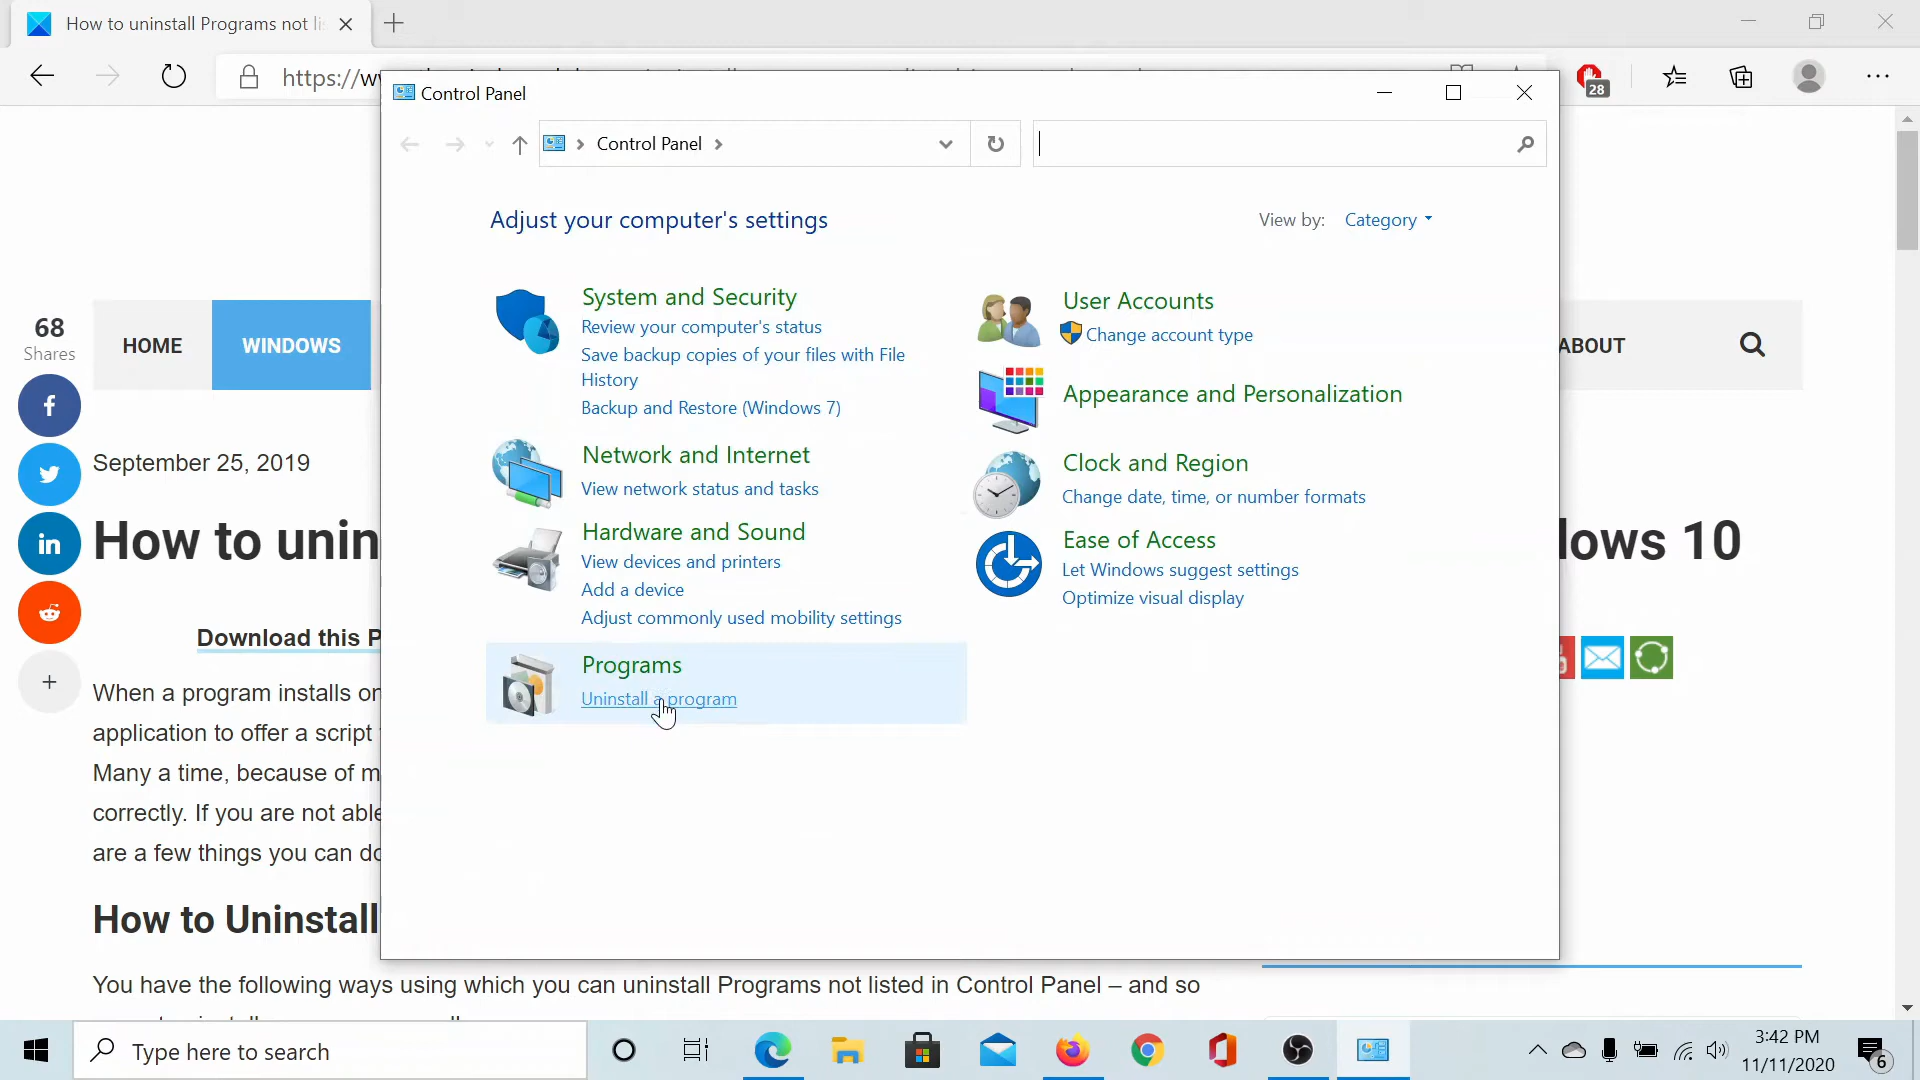 How to uninstall Programs not li
https://w
28
Control Panel
Control Panel
Adjust your computer's settings
View by: Category
System and Security
Review your computer's status
Save backup copies of your files with File
History
Backup and Restore (Windows 7)
Network and Internet
View network status and tasks
Hardware and Sound
View devices and printers
Add a device
Adjust commonly used mobility settings
Programs
Uninstall a program
User Accounts
Change account type
Appearance and Personalization
Clock and Region
Change date, time, or number formats
Ease of Access
Let Windows suggest settings
Optimize visual display
68
Shares
HOME
WINDOWS
ABOUT
September 25, 2019
How to unin
dows 10
Download this P
When a program installs on
application to offer a script
Many a time, because of m
correctly. If you are not able
are a few things you can do
How to Uninstall
You have the following ways using which you can uninstall Programs not listed in Control Panel – and so
Type here to search
3:42 PM
11/11/2020
6